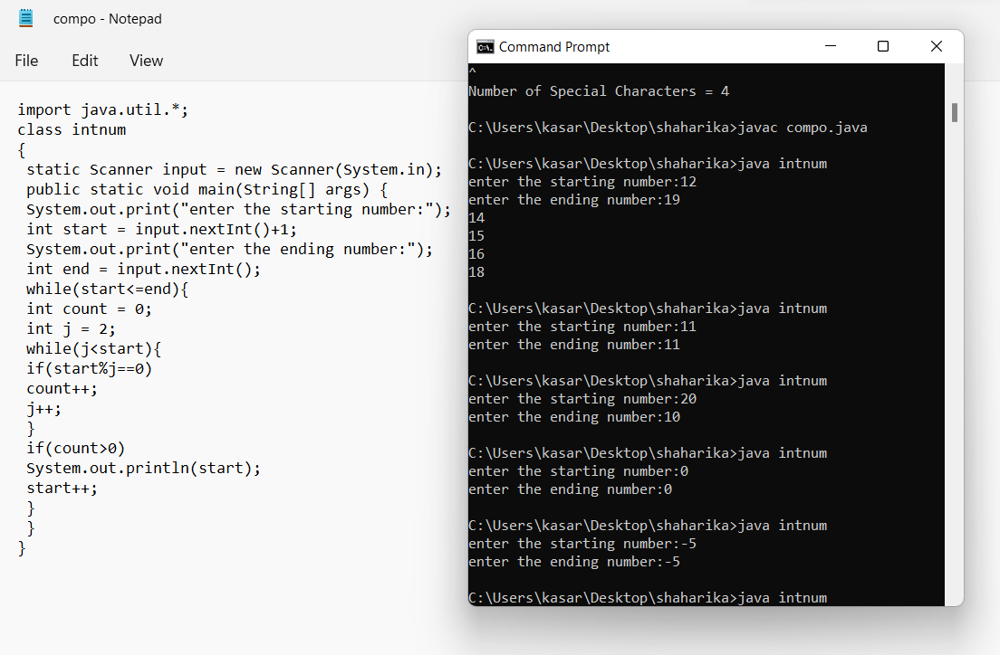 compo - Notepad
File Edit View
import java.util.*;
class intnum
{
static Scanner input = new Scanner(System.in);
public static void main(String[] args) {
System.out.print("enter the starting number:");
int start = input.nextInt()+1;
System.out.print("enter the ending number:");
int end = input.nextInt();
while(start<=end){
int count = 0;
int j = 2;
while(j<start){
if(start%j==0)
count++;
j++;
}
if(count>0)
System.out.println(start);
start++;
}
}
}
Command Prompt
^
Number of Special Characters = 4
C:\Users\kasar\Desktop\shaharika>javac compo.java
C:\Users\kasar\Desktop\shaharika>java intnum
enter the starting number:12
enter the ending number:19
14
15
16
18
C:\Users\kasar\Desktop\shaharika>java intnum
enter the starting number:11
enter the ending number:11
C:\Users\kasar\Desktop\shaharika>java intnum
enter the starting number:20
enter the ending number:10
C:\Users\kasar\Desktop\shaharika>java intnum
enter the starting number:0
enter the ending number:0
C:\Users\kasar\Desktop\shaharika>java intnum
enter the starting number:-5
enter the ending number:-5
C:\Users\kasar\Desktop\shaharika>java intnum